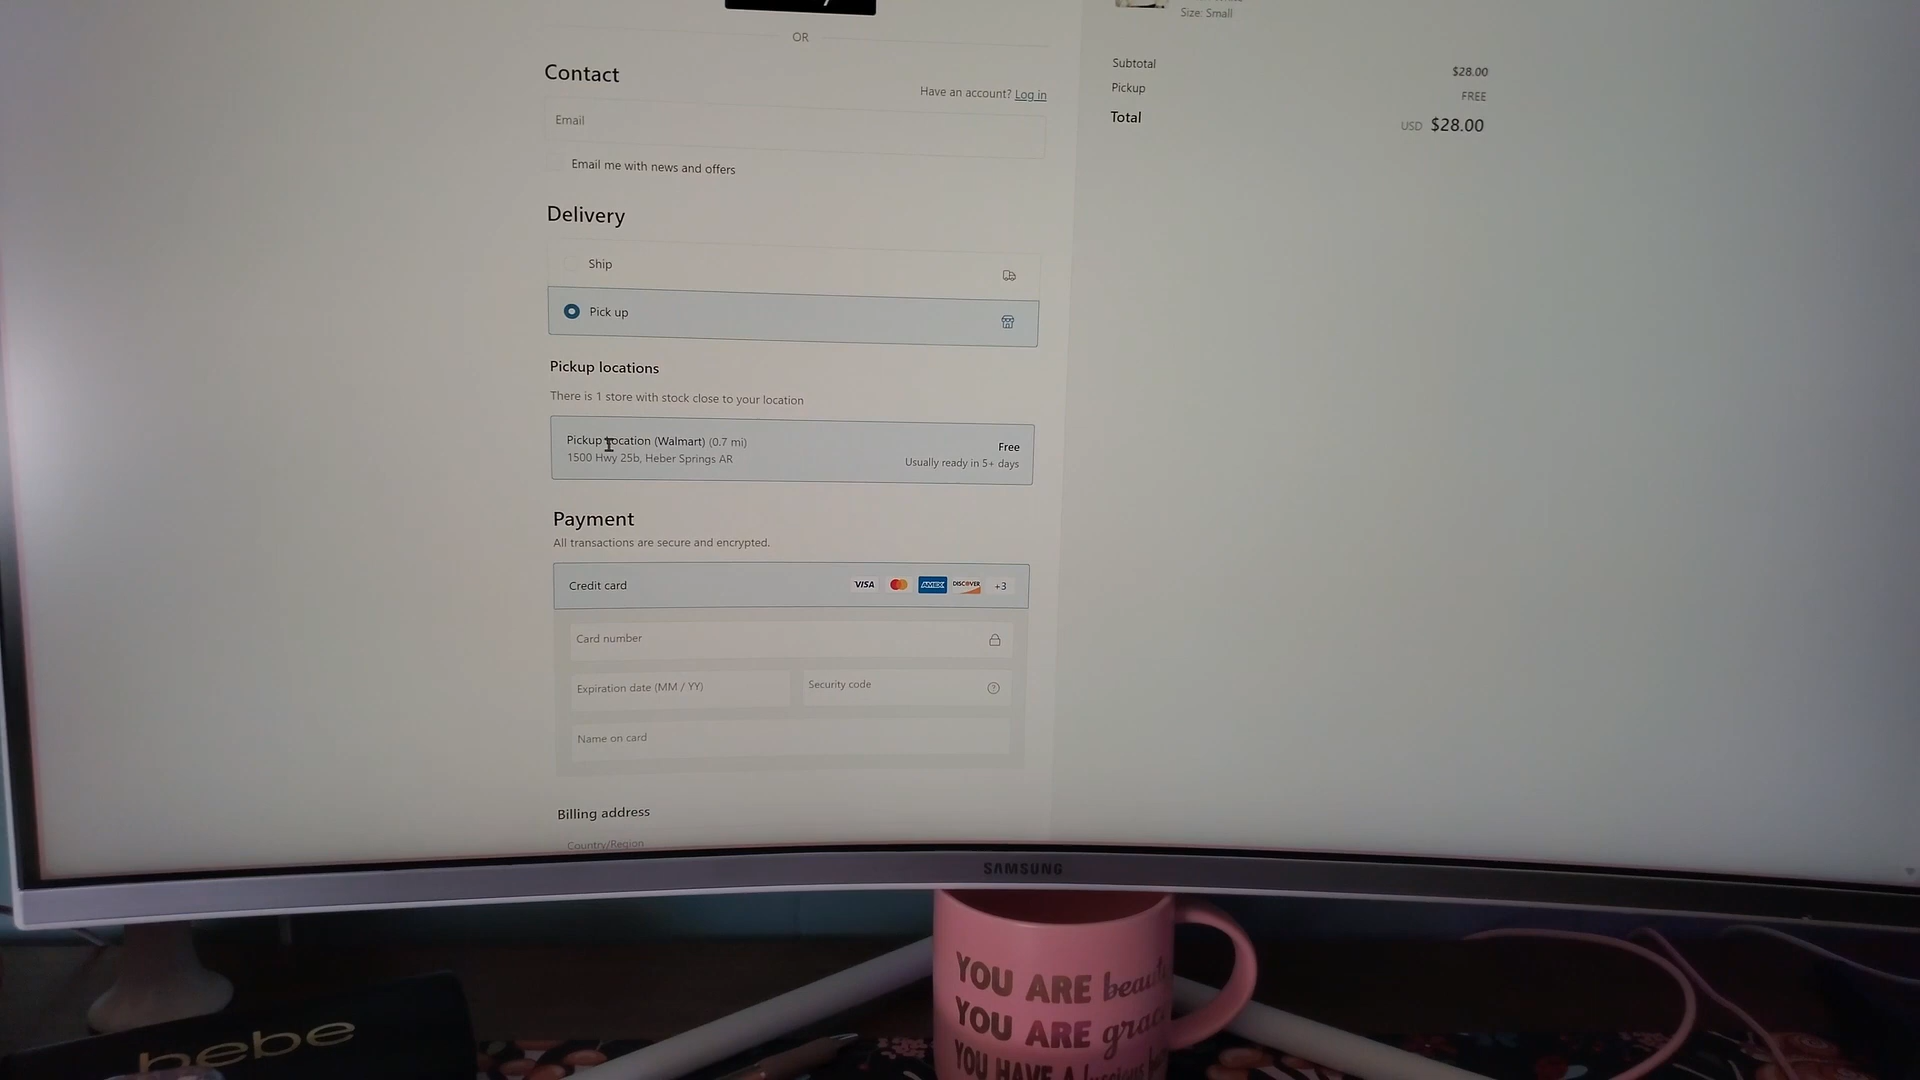 Size: Small
OR
Contact
Have an account? Log in
Email
Email me with news and offers
Delivery
Ship
Pick up
Pickup locations
There is 1 store with stock close to your location
Pickup location (Walmart) (0.7 mi)
Free
1500 Hwy 25b, Heber Springs AR
Usually ready in 5+ days
Payment
All transactions are secure and encrypted.
Credit card
VISA
AMEX
DISCOVER
+3
Card number
Expiration date (MM / YY)
Security code
Name on card
Billing address
Country/Region
Subtotal
$28.00
Pickup
FREE
Total
USD $28.00
SAMSUNG
bebe
YOU ARE
YOU ARE
YOU HAVE A